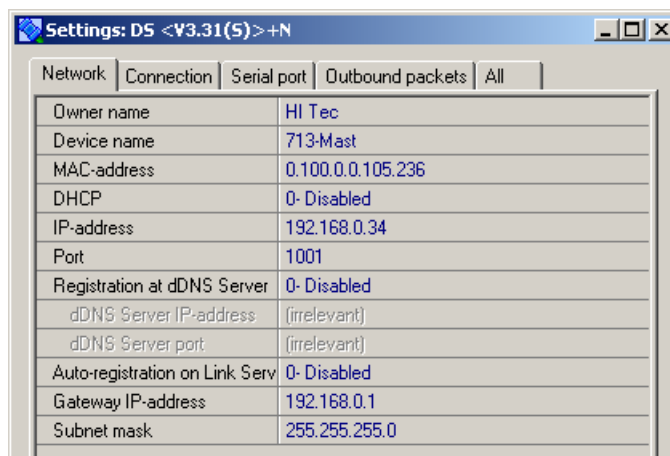 Settings: DS <V3.31(S)>+N
Network Connection Serial port Outbound packets All
Owner name HI Tec
Device name 713-Mast
MAC-address 0.100.0.0.105.236
DHCP 0- Disabled
IP-address 192.168.0.34
Port 1001
Registration at dDNS Server 0- Disabled
dDNS Server IP-address (irrelevant)
dDNS Server port (irrelevant)
Auto-registration on Link Serv 0- Disabled
Gateway IP-address 192.168.0.1
Subnet mask 255.255.255.0